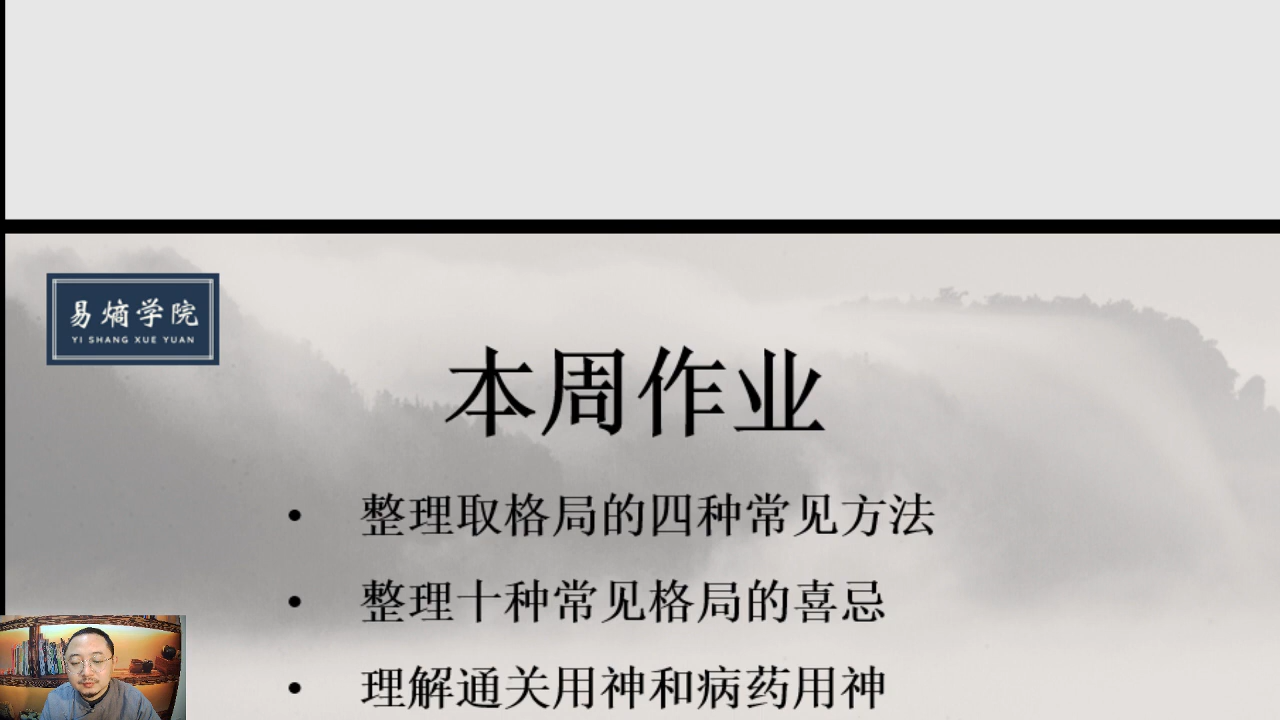 易熵学院
YI SHANG XUE YUAN
本周作业
• 整理取格局的四种常见方法
• 整理十种常见格局的喜忌
• 理解通关用神和病药用神